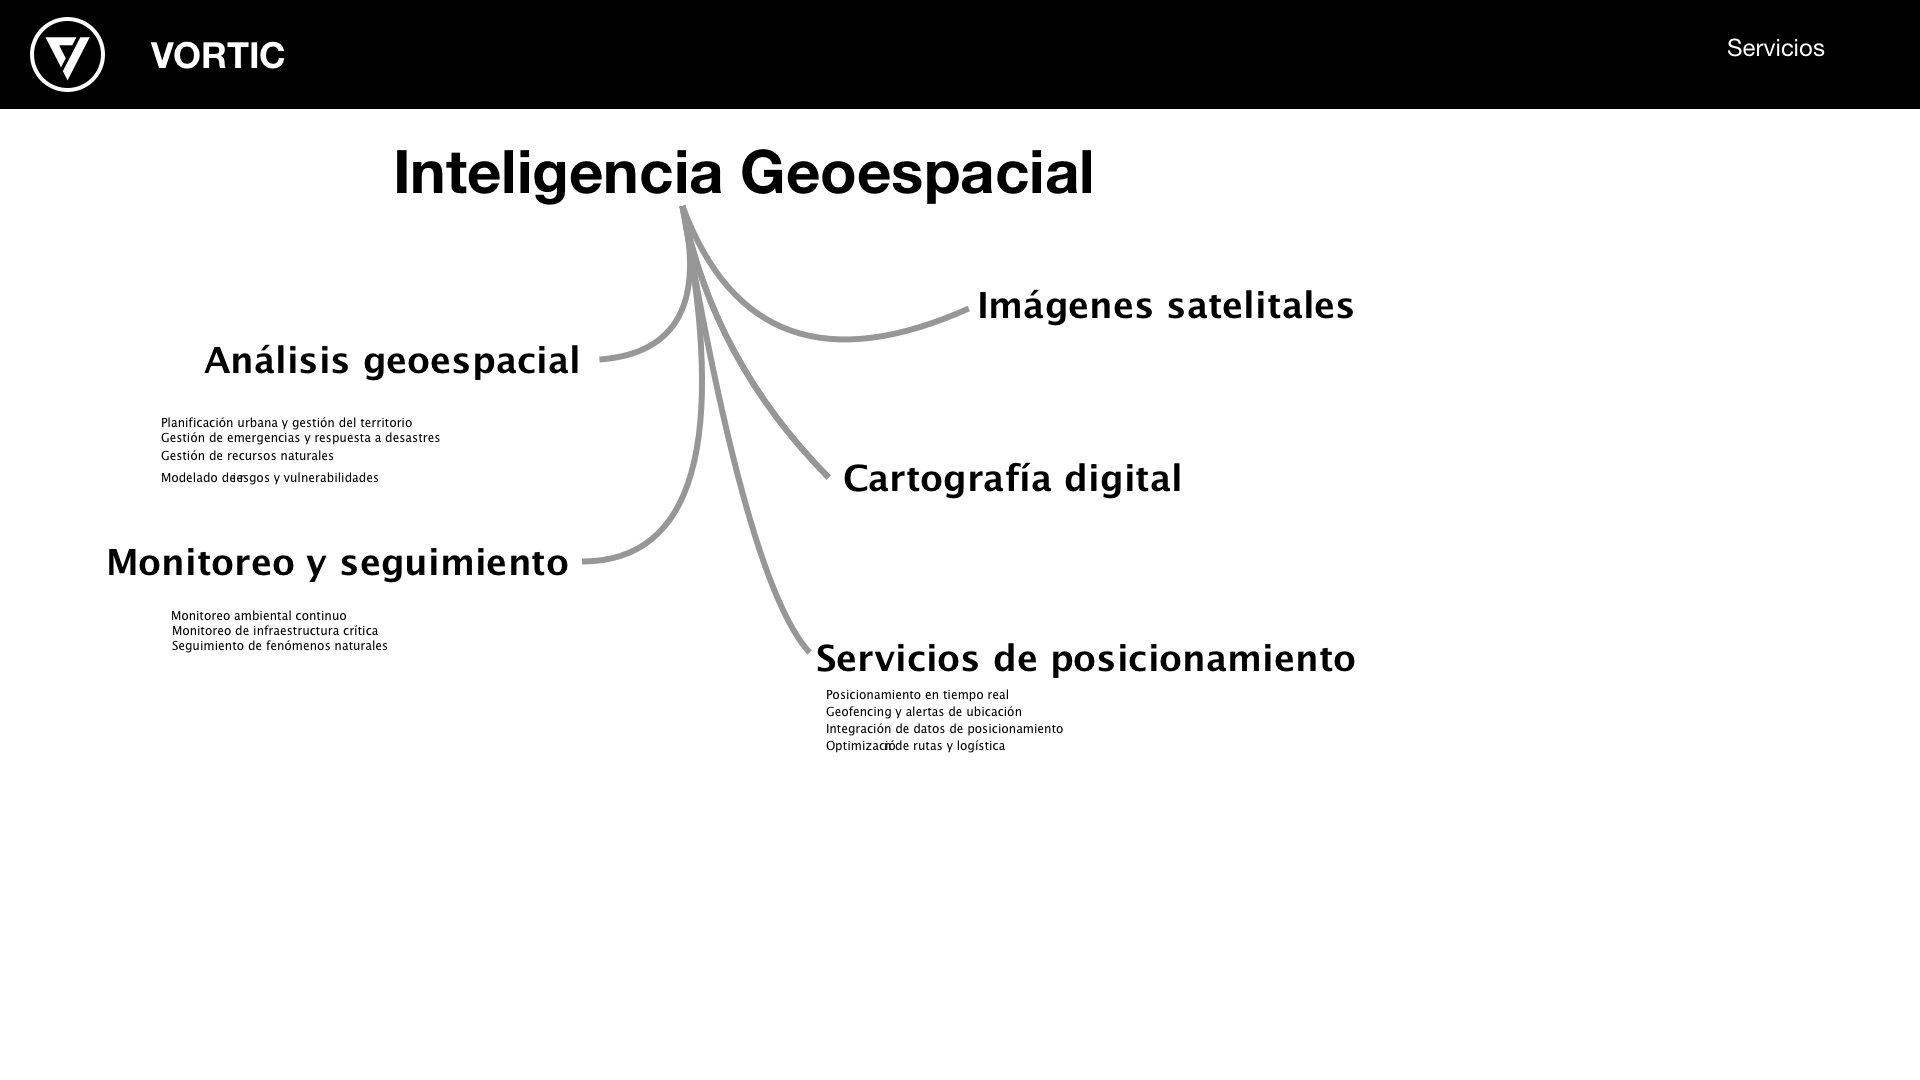 VORTIC
Servicios
Inteligencia Geoespacial
Imágenes satelitales
Análisis geoespacial
Planificación urbana y gestión del territorio
Gestión de emergencias y respuesta a desastres
Gestión de recursos naturales
Modelado de riesgos y vulnerabilidades
Cartografía digital
Monitoreo y seguimiento
Monitoreo ambiental continuo
Monitoreo de infraestructura crítica
Seguimiento de fenómenos naturales
Servicios de posicionamiento
Posicionamiento en tiempo real
Geofencing y alertas de ubicación
Integración de datos de posicionamiento
Optimización de rutas y logística